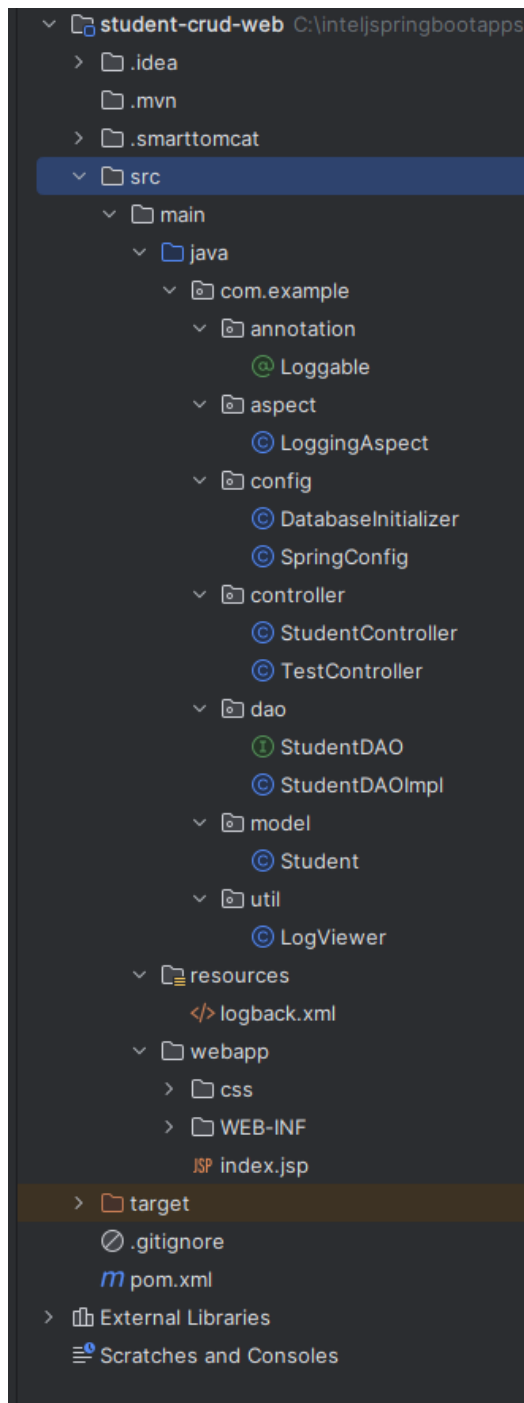 student-crud-web C:\inteljspringbootapps
.idea
.mvn
.smarttomcat
src
main
java
com.example
annotation
Loggable
aspect
LoggingAspect
config
DatabaseInitializer
SpringConfig
controller
StudentController
TestController
dao
StudentDAO
StudentDAOImpl
model
Student
util
LogViewer
resources
logback.xml
webapp
css
WEB-INF
JSP index.jsp
target
.gitignore
m pom.xml
External Libraries
Scratches and Consoles